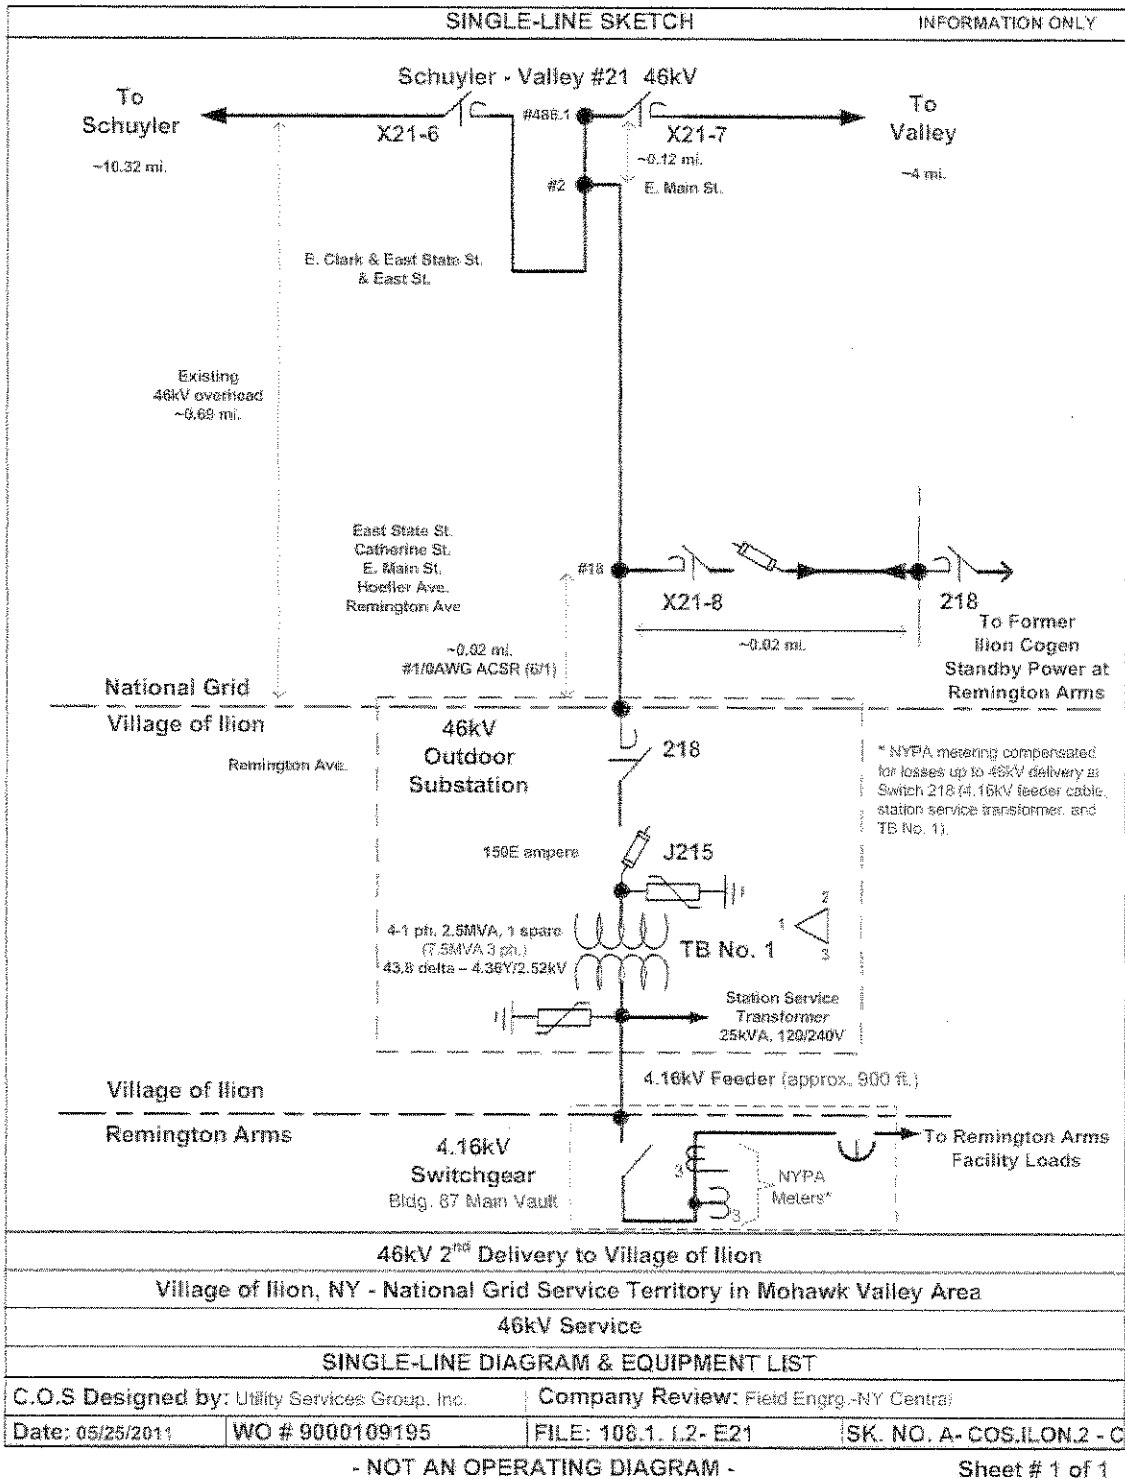 SINGLE-LINE SKETCH
INFORMATION ONLY
Schuyler - Valley #21 46kV
To
Schuyler
~10.32 mi.
X21-6
#486.1
X21-7
To
Valley
~4 mi.
~0.12 mi.
#2
E. Main St.
E. Clark & East State St.
& East St.
Existing
46kV overhead
~0.69 mi.
East State St.
Catherine St.
E. Main St.
Hoefler Ave.
Remington Ave
#18
X21-8
218
~0.02 mi.
To Former
Ilion Cogen
Standby Power at
Remington Arms
~0.02 mi.
#1/0AWG ACSR (6/1)
National Grid
Village of Ilion
Remington Ave.
46kV
Outdoor
Substation
218
* NYPA metering compensated
for losses up to 46kV delivery at
Switch 218 (4.16kV feeder cable,
station service transformer, and
TB No. 1).
150E ampere
J215
4-1 ph. 2.5MVA, 1 spare
(7.5MVA 3 ph.)
43.8 delta – 4.36Y/2.52kV
TB No. 1
1
2
3
Station Service
Transformer
25kVA, 120/240V
4.16kV Feeder (approx. 900 ft.)
Village of Ilion
Remington Arms
4.16kV
Switchgear
Bldg. 87 Main Vault
3
3
NYPA
Meters*
To Remington Arms
Facility Loads
46kV 2nd Delivery to Village of Ilion
Village of Ilion, NY - National Grid Service Territory in Mohawk Valley Area
46kV Service
SINGLE-LINE DIAGRAM & EQUIPMENT LIST
C.O.S Designed by: Utility Services Group, Inc.
Company Review: Field Engrg.-NY Central
Date: 05/25/2011
WO # 9000109195
FILE: 108.1. I.2- E21
SK. NO. A- COS.ILON.2 - C
- NOT AN OPERATING DIAGRAM -
Sheet # 1 of 1